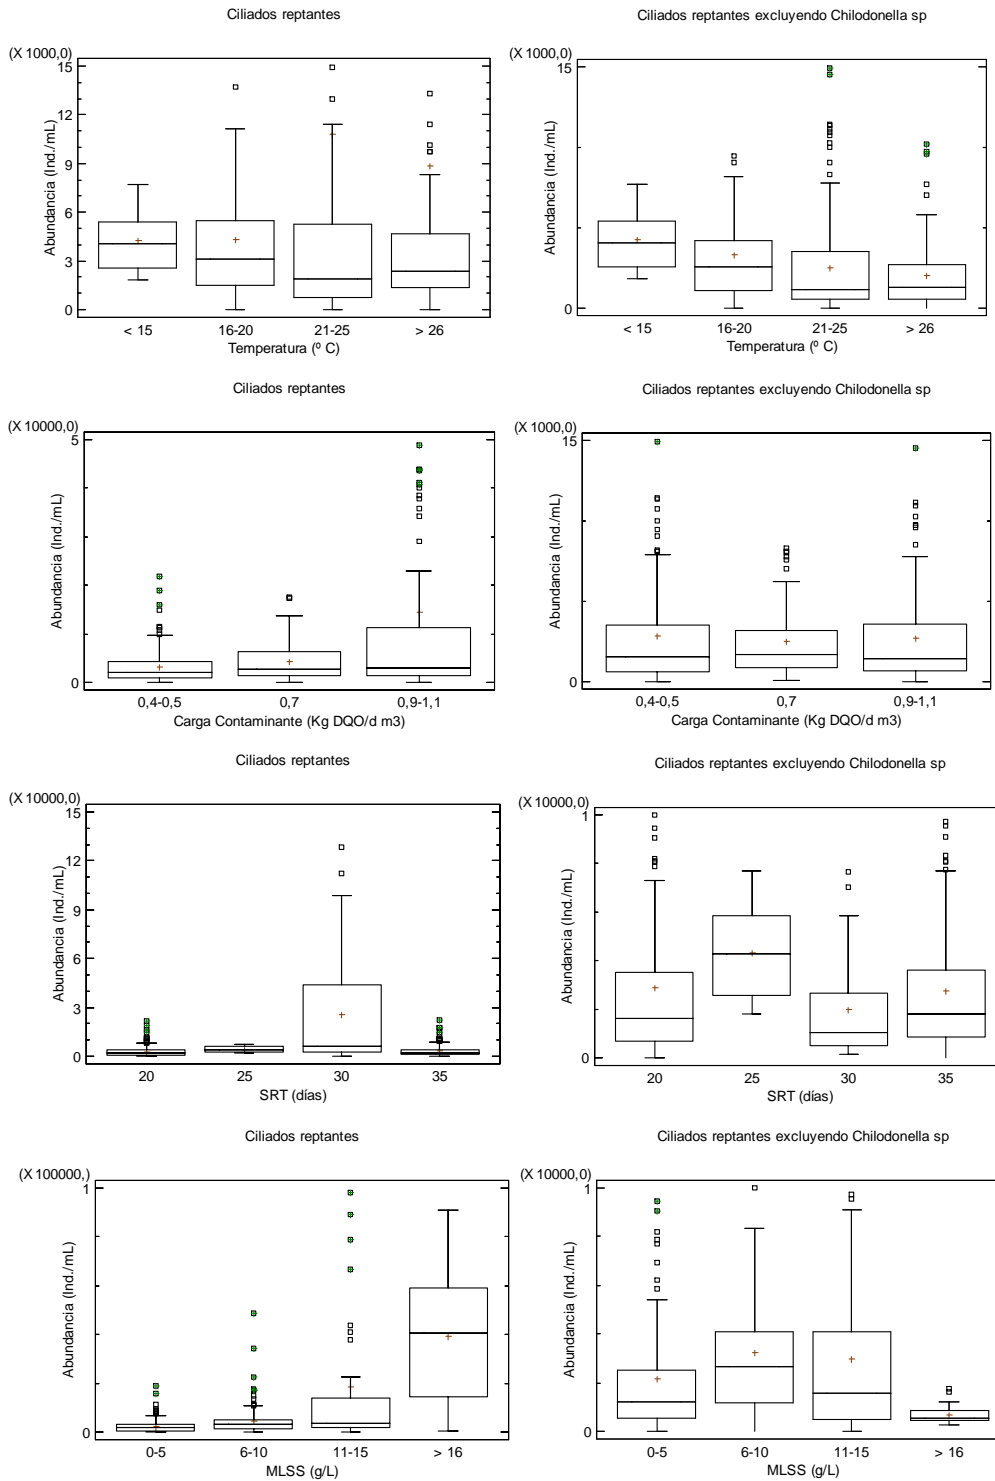 Ciliados reptantes
(X 1000,0)
Abundancia (Ind./mL)
15
12
9
6
3
0
< 15 16-20 21-25 > 26
Temperatura (º C)
Ciliados reptantes excluyendo Chilodonella sp
(X 1000,0)
Abundancia (Ind./mL)
15
0
< 15 16-20 21-25 > 26
Temperatura (º C)
Ciliados reptantes
(X 10000,0)
Abundancia (Ind./mL)
5
0
0,4-0,5 0,7 0,9-1,1
Carga Contaminante (Kg DQO/d m3)
Ciliados reptantes excluyendo Chilodonella sp
(X 1000,0)
Abundancia (Ind./mL)
15
0
0,4-0,5 0,7 0,9-1,1
Carga Contaminante (Kg DQO/d m3)
Ciliados reptantes
(X 10000,0)
Abundancia (Ind./mL)
15
12
9
6
3
0
20 25 30 35
SRT (días)
Ciliados reptantes excluyendo Chilodonella sp
(X 10000,0)
Abundancia (Ind./mL)
1
0
20 25 30 35
SRT (días)
Ciliados reptantes
(X 100000,)
Abundancia (Ind./mL)
1
0
0-5 6-10 11-15 > 16
MLSS (g/L)
Ciliados reptantes excluyendo Chilodonella sp
(X 10000,0)
Abundancia (Ind./mL)
1
0
0-5 6-10 11-15 > 16
MLSS (g/L)